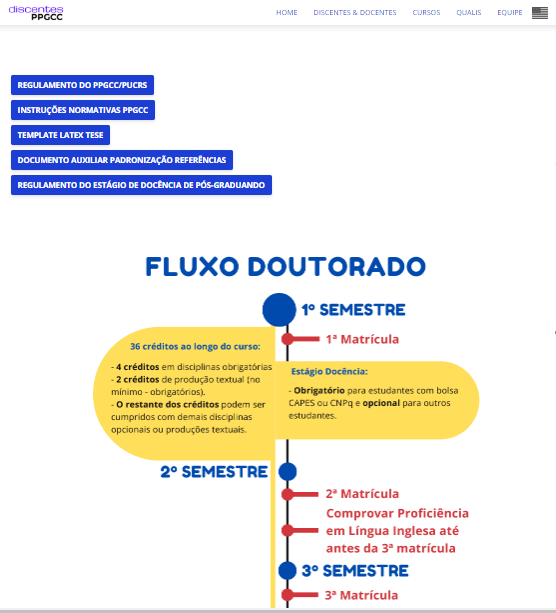 discentes
PPGCC
HOME DISCENTES & DOCENTES CURSOS QUALIS EQUIPE
REGULAMENTO DO PPGCC/PUCRS
INSTRUÇÕES NORMATIVAS PPGCC
TEMPLATE LATEX TESE
DOCUMENTO AUXILIAR PADRONIZAÇÃO REFERÊNCIAS
REGULAMENTO DO ESTÁGIO DE DOCÊNCIA DE PÓS-GRADUANDO
FLUXO DOUTORADO
1º SEMESTRE
1ª Matrícula
36 créditos ao longo do curso:
- 4 créditos em disciplinas obrigatórias
- 2 créditos de produção textual (no
mínimo - obrigatórios).
- O restante dos créditos podem ser
cumpridos com demais disciplinas
opcionais ou produções textuais.
Estágio Docência:
- Obrigatório para estudantes com bolsa
CAPES ou CNPq e opcional para outros
estudantes.
2º SEMESTRE
2ª Matrícula
Comprovar Proficiência
em Língua Inglesa até
antes da 3ª matrícula
3º SEMESTRE
3ª Matrícula